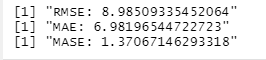 [1] "RMSE: 8.98509335452064"
[1] "MAE: 6.98196544722723"
[1] "MASE: 1.37067146293318"